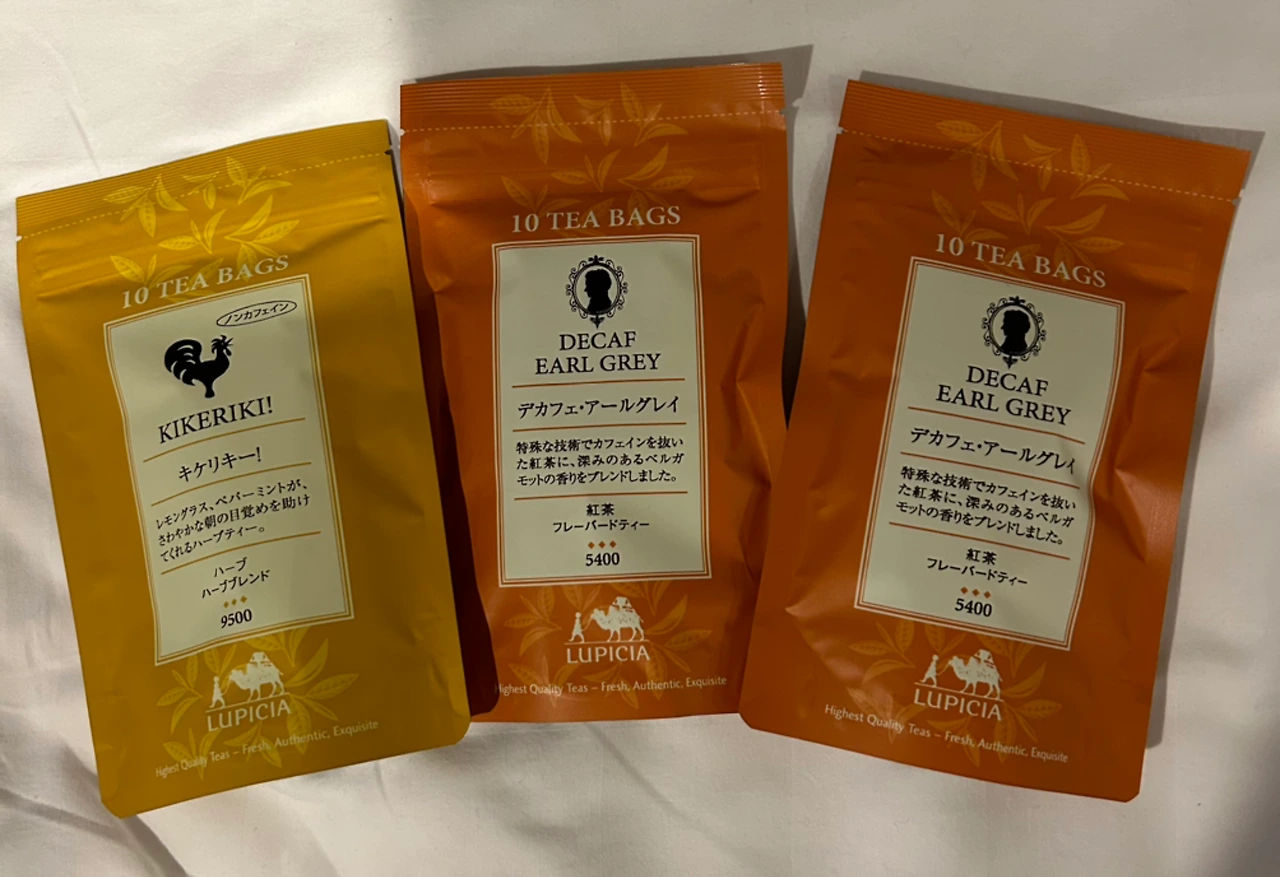 10 TEA BAGS
ノンカフェイン
KIKERIKI!
キケリキー!
レモングラス、ペパーミントが、
さわやかな朝の目覚めを助け
てくれるハーブティー。
ハーブ
ハーブブレンド
9500
LUPICIA
Highest Quality Teas – Fresh, Authentic, Exquisite
10 TEA BAGS
DECAF
EARL GREY
デカフェ・アールグレイ
特殊な技術でカフェインを抜い
た紅茶に、深みのあるベルガ
モットの香りをブレンドしました。
紅茶
フレーバードティー
5400
LUPICIA
Highest Quality Teas – Fresh, Authentic, Exquisite
10 TEA BAGS
DECAF
EARL GREY
デカフェ・アールグレイ
特殊な技術でカフェインを抜い
た紅茶に、深みのあるベルガ
モットの香りをブレンドしました。
紅茶
フレーバードティー
5400
LUPICIA
Highest Quality Teas – Fresh, Authentic, Exquisite